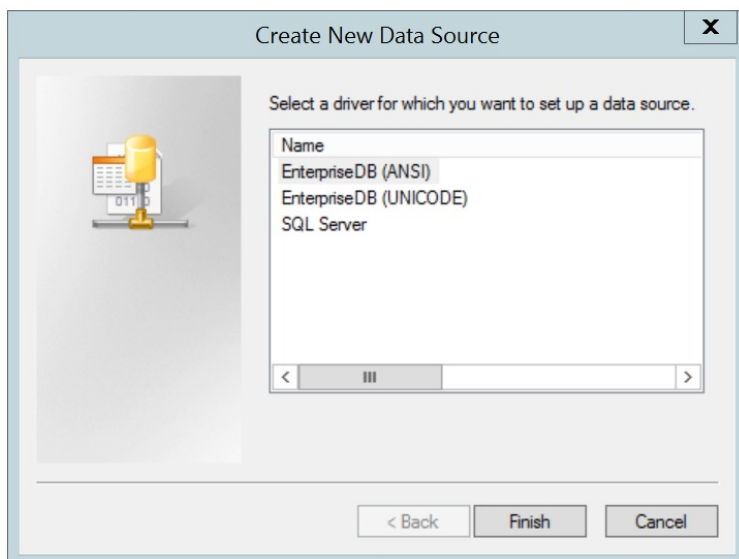 Create New Data Source
X
Select a driver for which you want to set up a data source.
Name
EnterpriseDB (ANSI)
EnterpriseDB (UNICODE)
SQL Server
< Back
Finish
Cancel